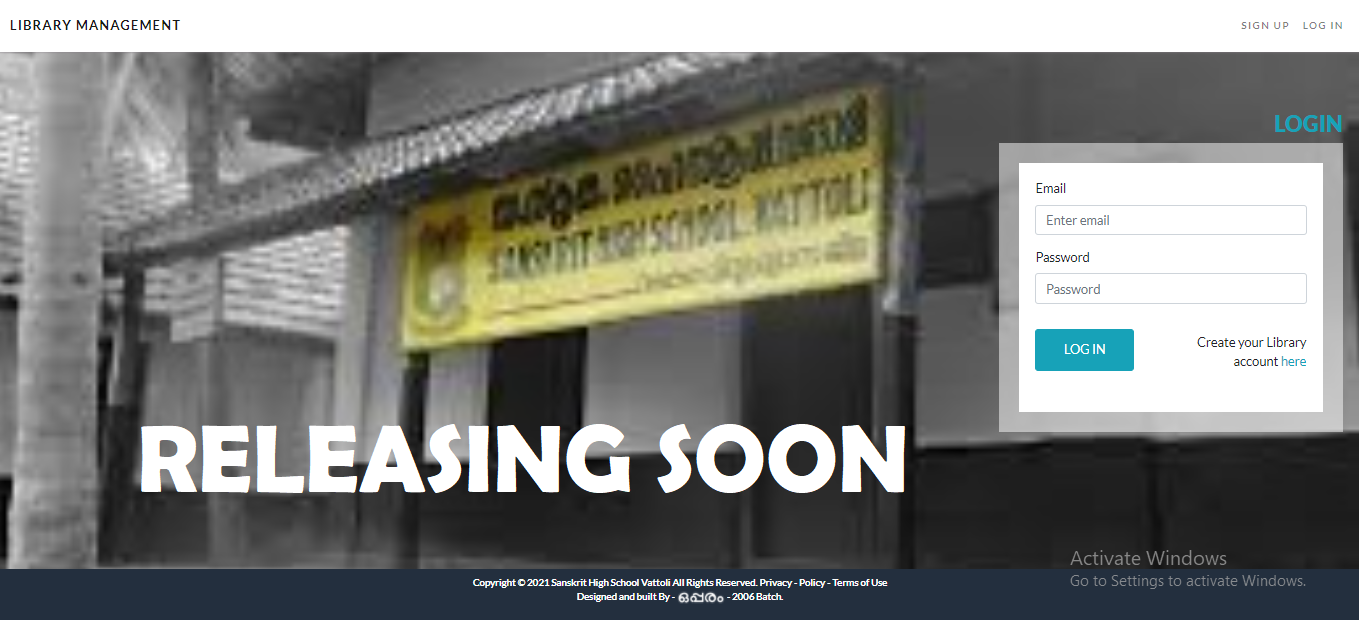 LIBRARY MANAGEMENT
SIGN UP LOG IN
LOGIN
Email
Enter email
Password
Password
LOG IN
Create your Library
account here
SANSKRIT HIGH SCHOOL, VATTOLI
RELEASING SOON
Activate Windows
Go to Settings to activate Windows.
Copyright © 2021 Sanskrit High School Vattoli All Rights Reserved. Privacy - Policy - Terms of Use
Designed and built By - ഒപ്പരം - 2006 Batch.